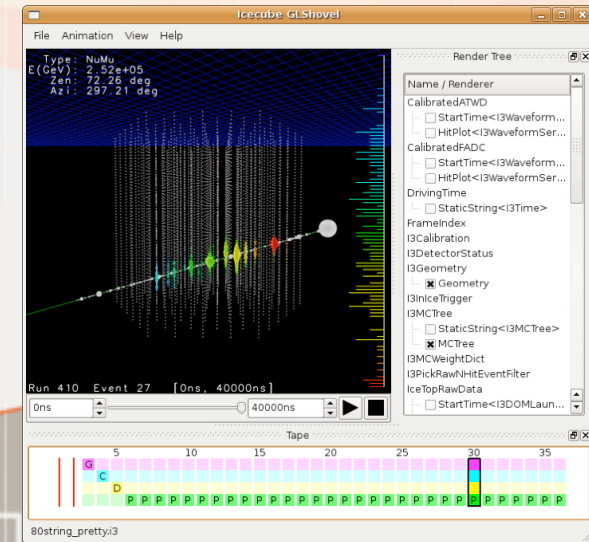 Icecube GLShovel
File Animation View Help
Type: NuMu
E(GeV): 2.52e+05
Zen: 72.26 deg
Azi: 297.21 deg
Run 410 Event 27 [0ns, 40000ns]
0ns 40000ns
Render Tree
Name / Renderer
CalibratedATWD
StartTime<I3Waveform...
HitPlot<I3WaveformSer...
CalibratedFADC
StartTime<I3Waveform...
HitPlot<I3WaveformSer...
DrivingTime
StaticString<I3Time>
FrameIndex
I3Calibration
I3DetectorStatus
I3Geometry
Geometry
I3InIceTrigger
I3MCTree
StaticString<I3MCTree>
MCTree
I3MCWeightDict
I3PickRawNHitEventFilter
IceTopRawData
StartTime<I3DOMLaun...
Tape
5 10 15 20 25 30 35
G
C
D
P P P P P P P P P P P P P P P P P P P P P P P P P P P P P P P
80string_pretty.i3